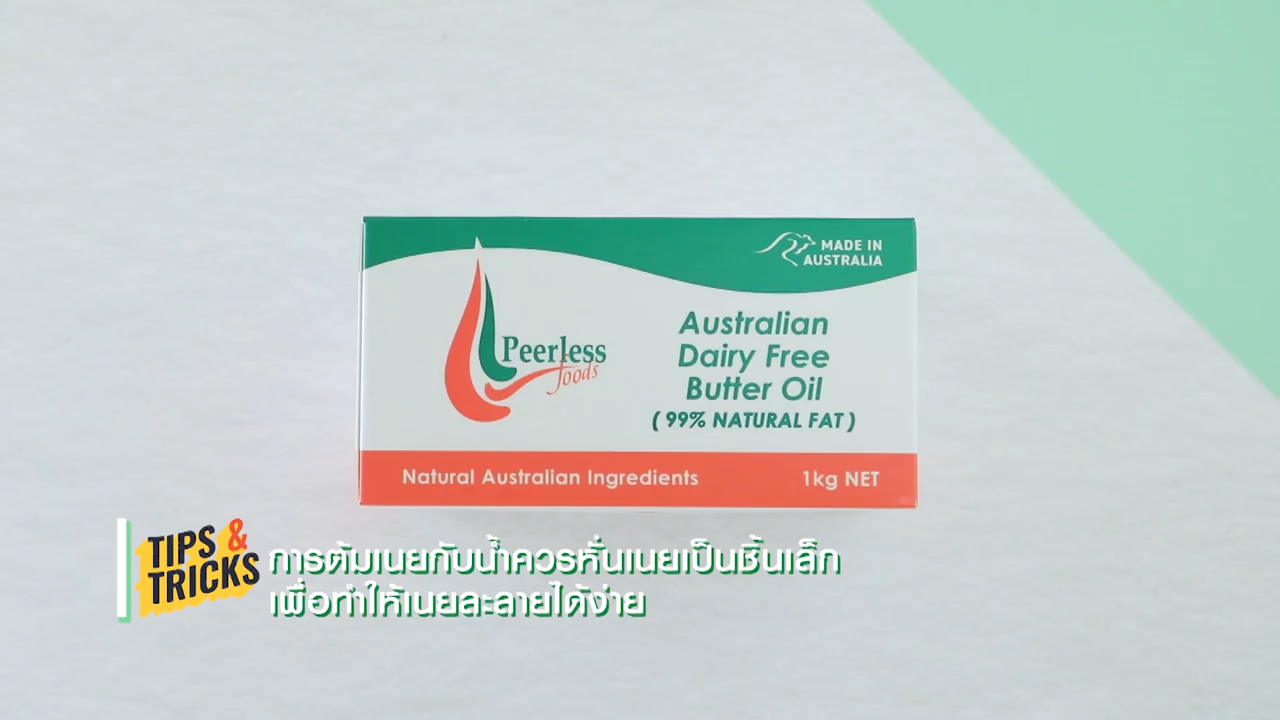 MADE IN
AUSTRALIA
Peerless
foods
Australian
Dairy Free
Butter Oil
( 99% NATURAL FAT )
Natural Australian Ingredients
1kg NET
TIPS &
TRICKS
การต้มเนยกับน้ำควรหั่นเนยเป็นชิ้นเล็ก
เพื่อทำให้เนยละลายได้ง่าย